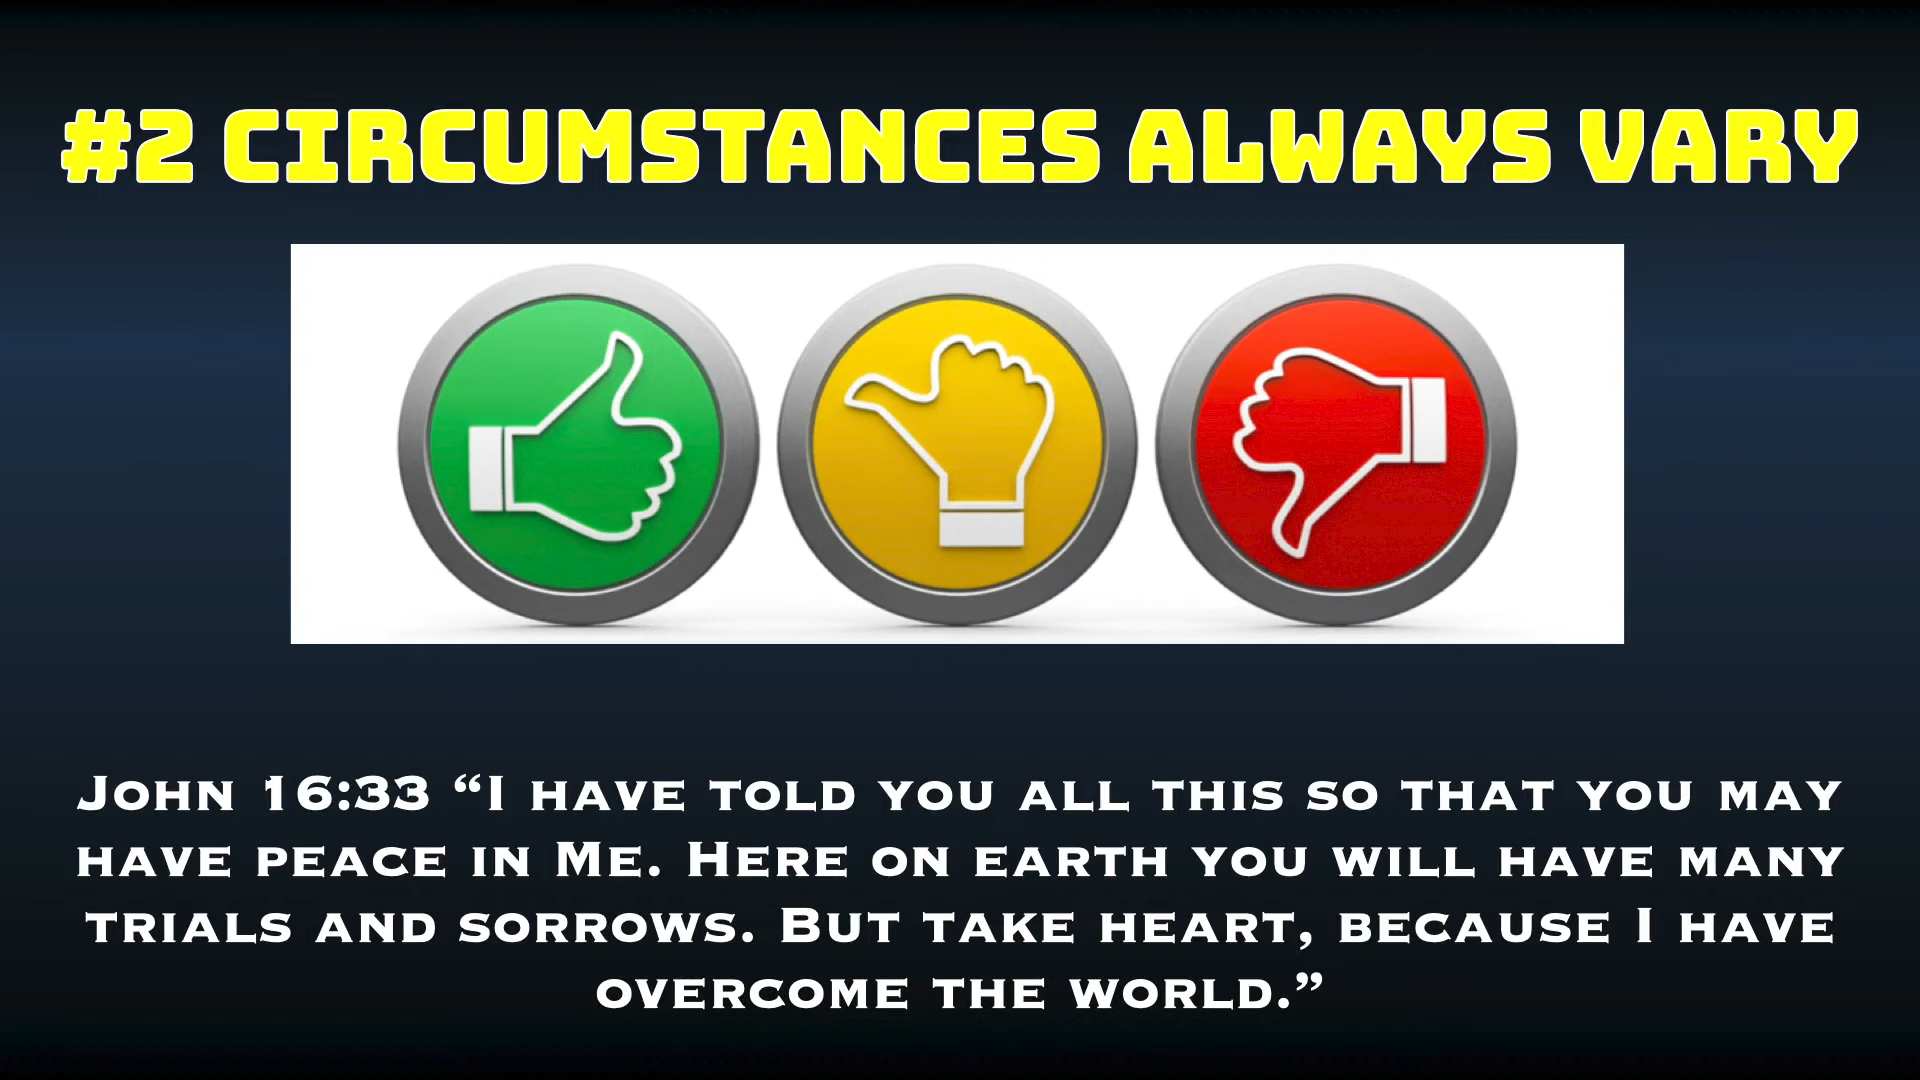 #2 CIRCUMSTANCES ALWAYS VARY
John 16:33 “I have told you all this so that you may
have peace in Me. Here on earth you will have many
trials and sorrows. But take heart, because I have
overcome the world.”